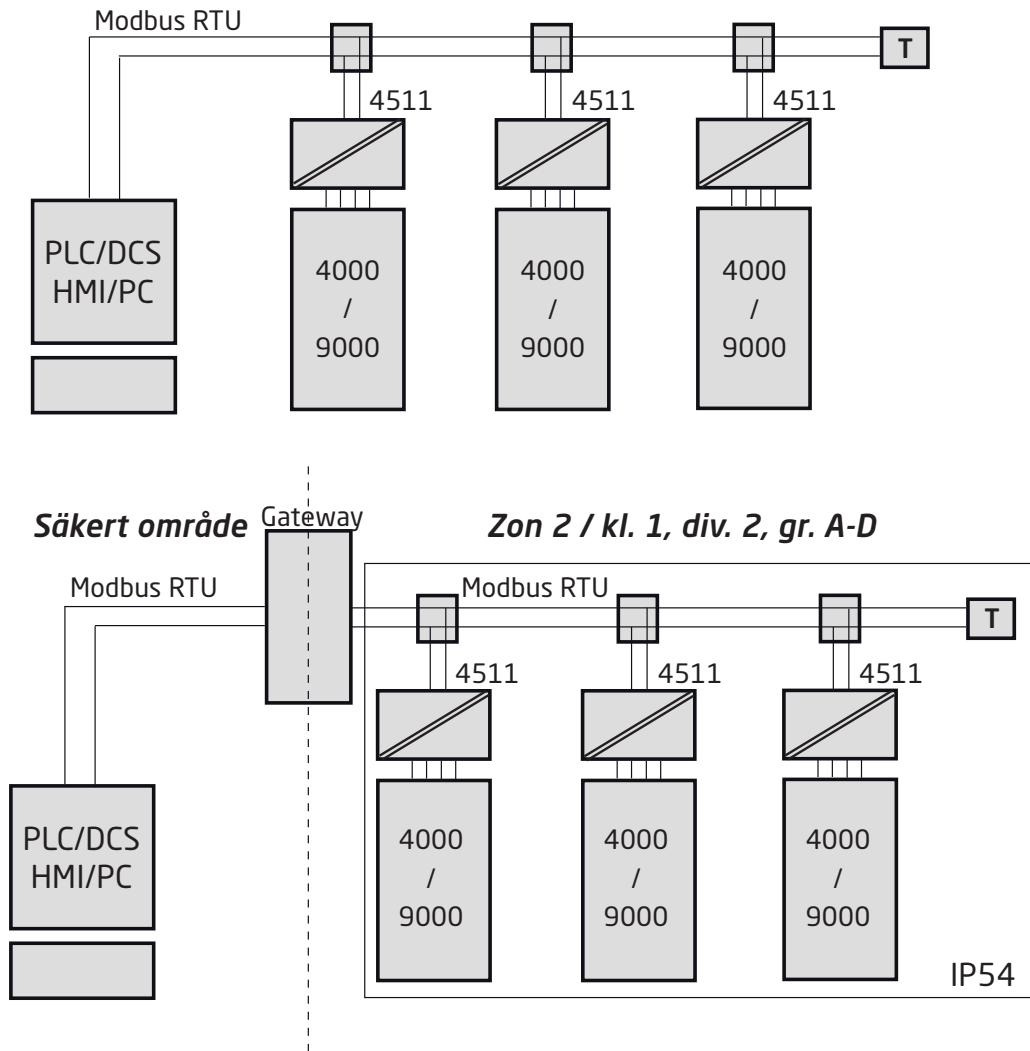 Modbus RTU
T
4511
4511
4511
PLC/DCS
HMI/PC
4000
/
9000
4000
/
9000
4000
/
9000
Säkert område
Gateway
Zon 2 / kl. 1, div. 2, gr. A-D
Modbus RTU
Modbus RTU
T
4511
4511
4511
PLC/DCS
HMI/PC
4000
/
9000
4000
/
9000
4000
/
9000
IP54